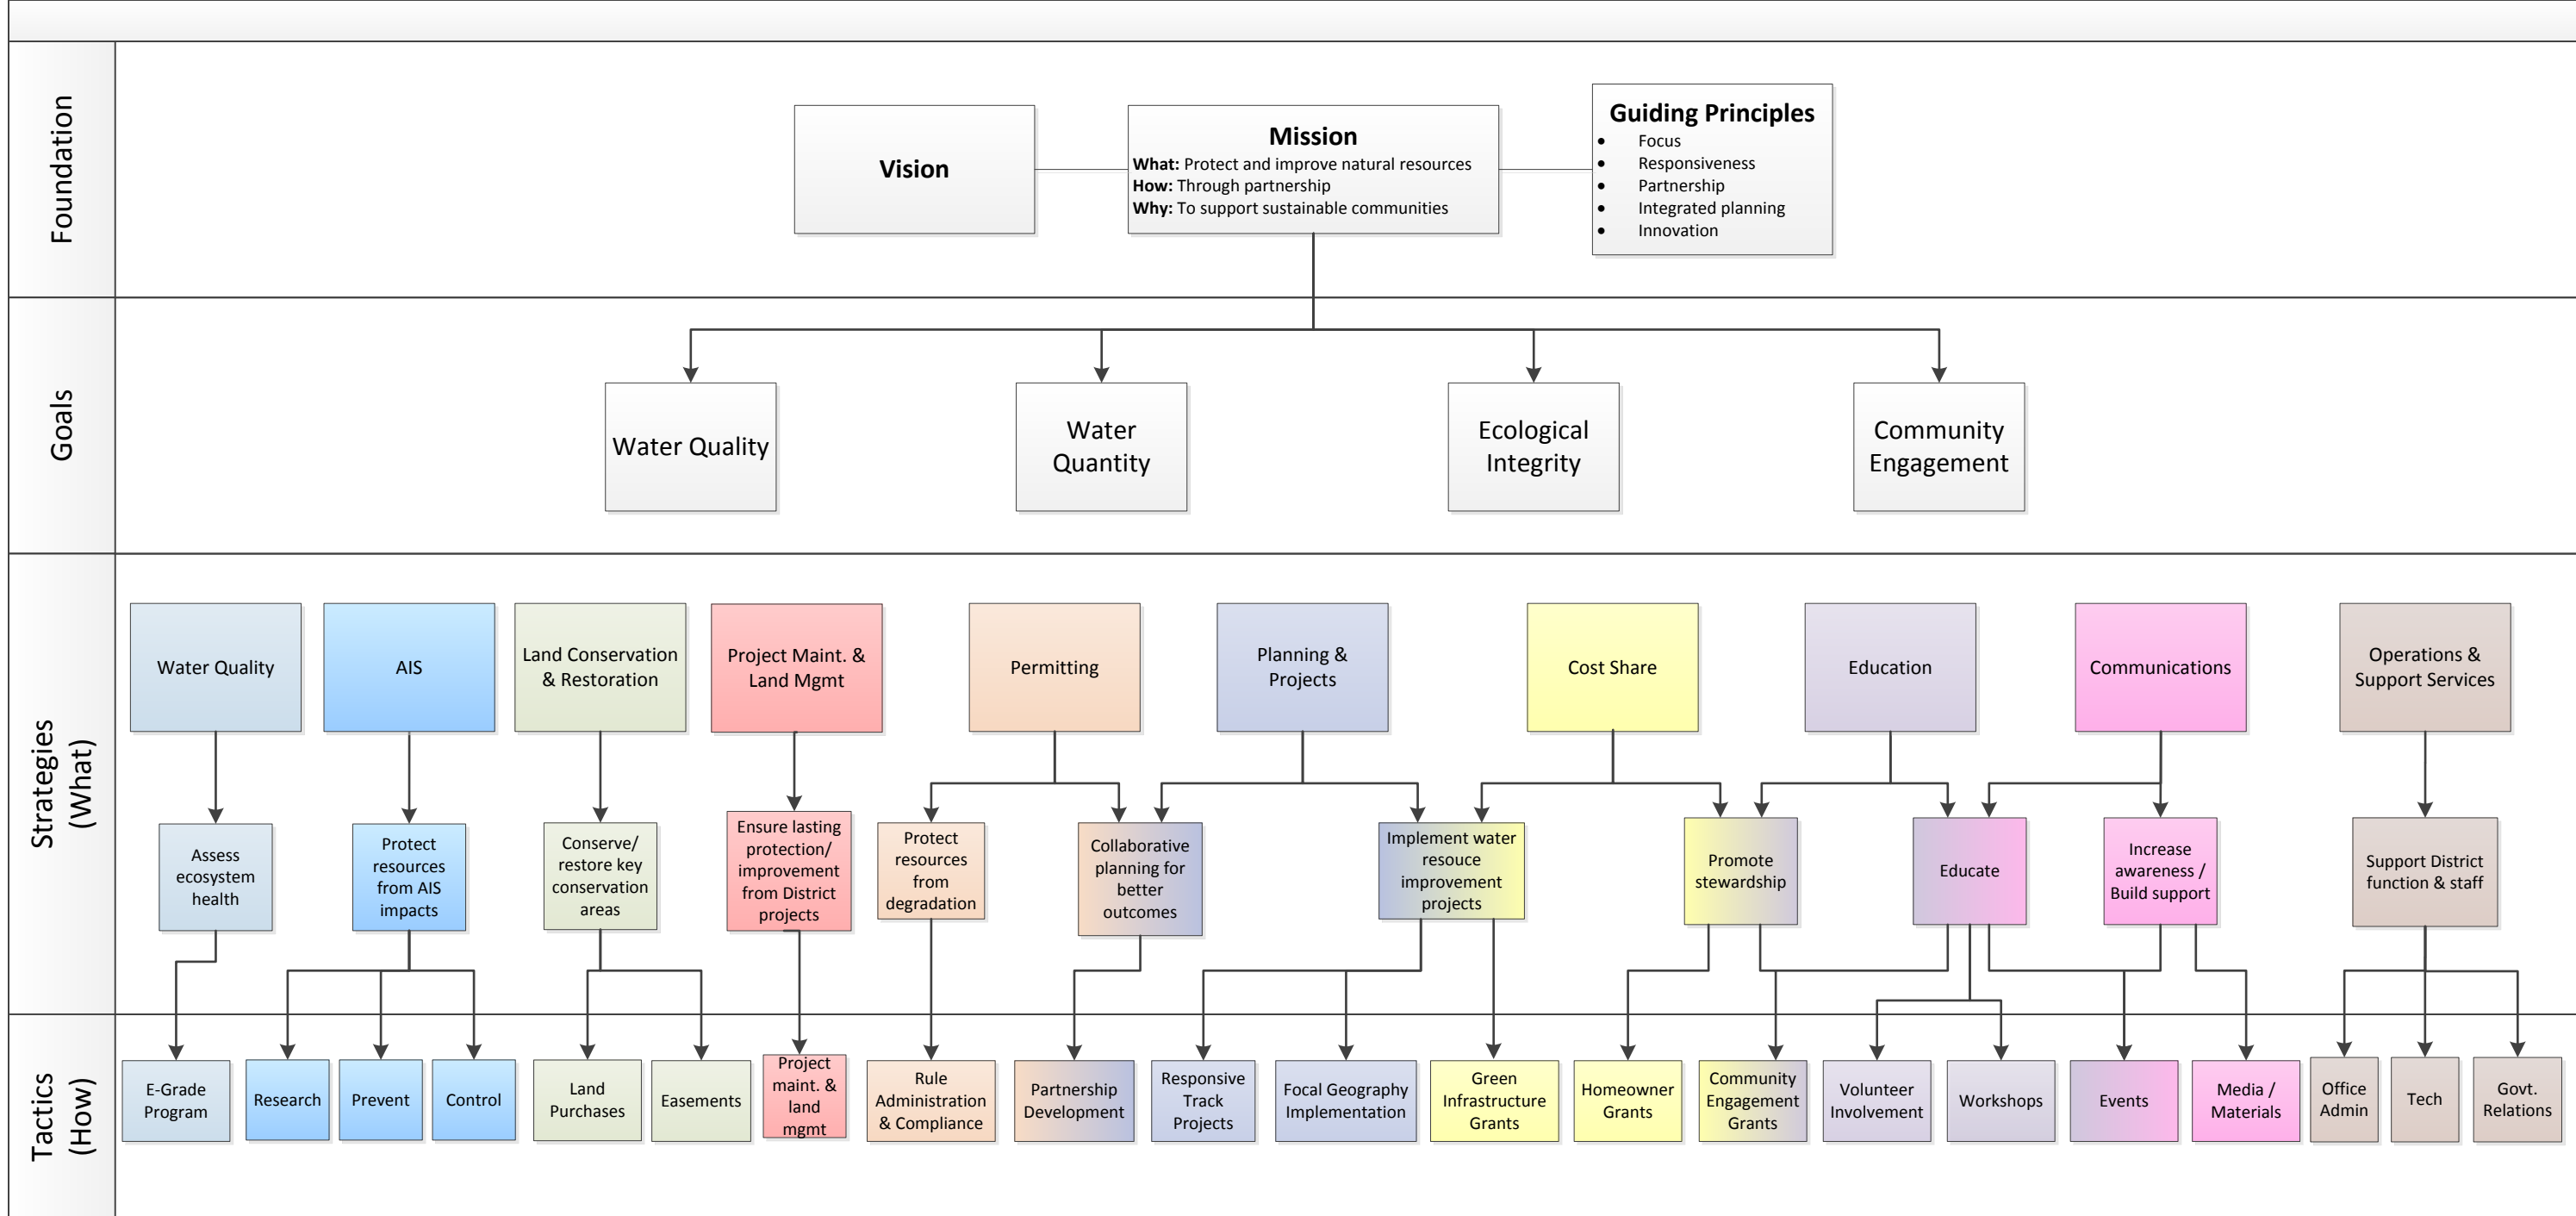 Foundation
Vision
Mission
What: Protect and improve natural resources
How: Through partnership
Why: To support sustainable communities
Guiding Principles
• Focus
• Responsiveness
• Partnership
• Integrated planning
• Innovation
Goals
Water Quality
Water
Quantity
Ecological
Integrity
Community
Engagement
Strategies
(What)
Water Quality
AIS
Land Conservation
& Restoration
Project Maint. &
Land Mgmt
Permitting
Planning &
Projects
Cost Share
Education
Communications
Operations &
Support Services
Assess
ecosystem
health
Protect
resources
from AIS
impacts
Conserve/
restore key
conservation
areas
Ensure lasting
protection/
improvement
from District
projects
Protect
resources
from
degradation
Collaborative
planning for
better
outcomes
Implement water
resouce
improvement
projects
Promote
stewardship
Educate
Increase
awareness /
Build support
Support District
function & staff
Tactics
(How)
E-Grade
Program
Research
Prevent
Control
Land
Purchases
Easements
Project
maint. &
land
mgmt
Rule
Administration
& Compliance
Partnership
Development
Responsive
Track
Projects
Focal Geography
Implementation
Green
Infrastructure
Grants
Homeowner
Grants
Community
Engagement
Grants
Volunteer
Involvement
Workshops
Events
Media /
Materials
Office
Admin
Tech
Govt.
Relations